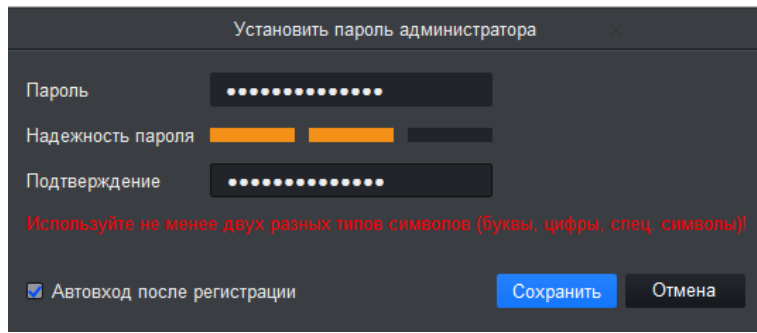 Установить пароль администратора
Пароль
Надежность пароля
Подтверждение
Используйте не менее двух разных типов символов (буквы, цифры, спец. символы)!
Автовход после регистрации
Сохранить Отмена